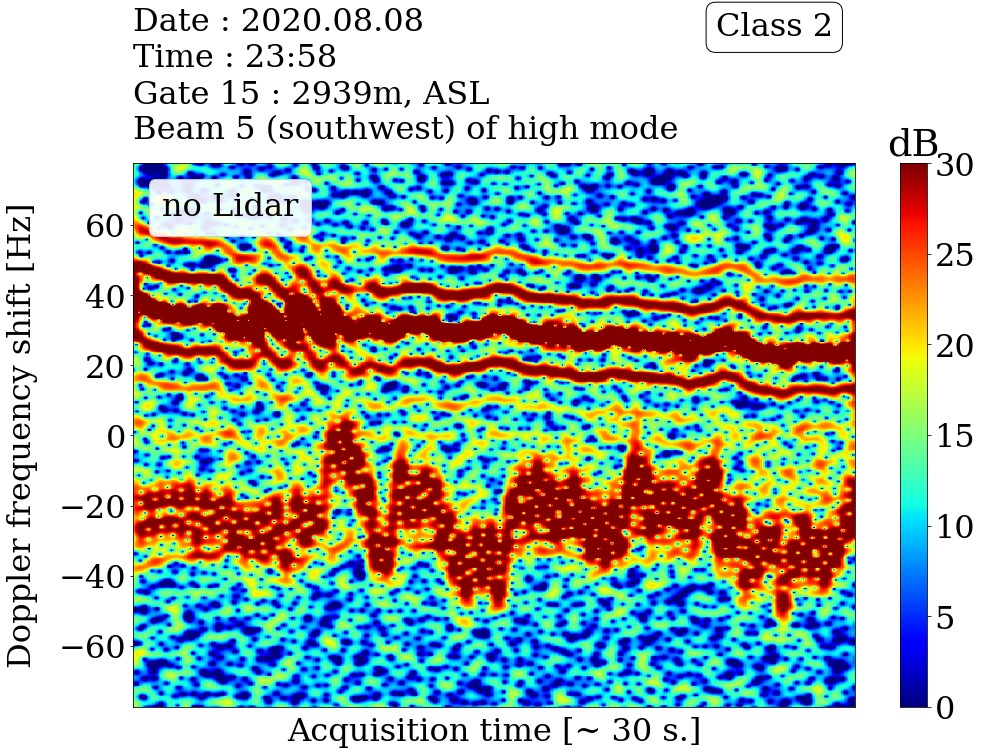 Date : 2020.08.08
Time : 23:58
Gate 15 : 2939m, ASL
Beam 5 (southwest) of high mode
Class 2
dB
no Lidar
Doppler frequency shift [Hz]
60
40
20
0
−20
−40
−60
30
25
20
15
10
5
0
Acquisition time [~ 30 s.]